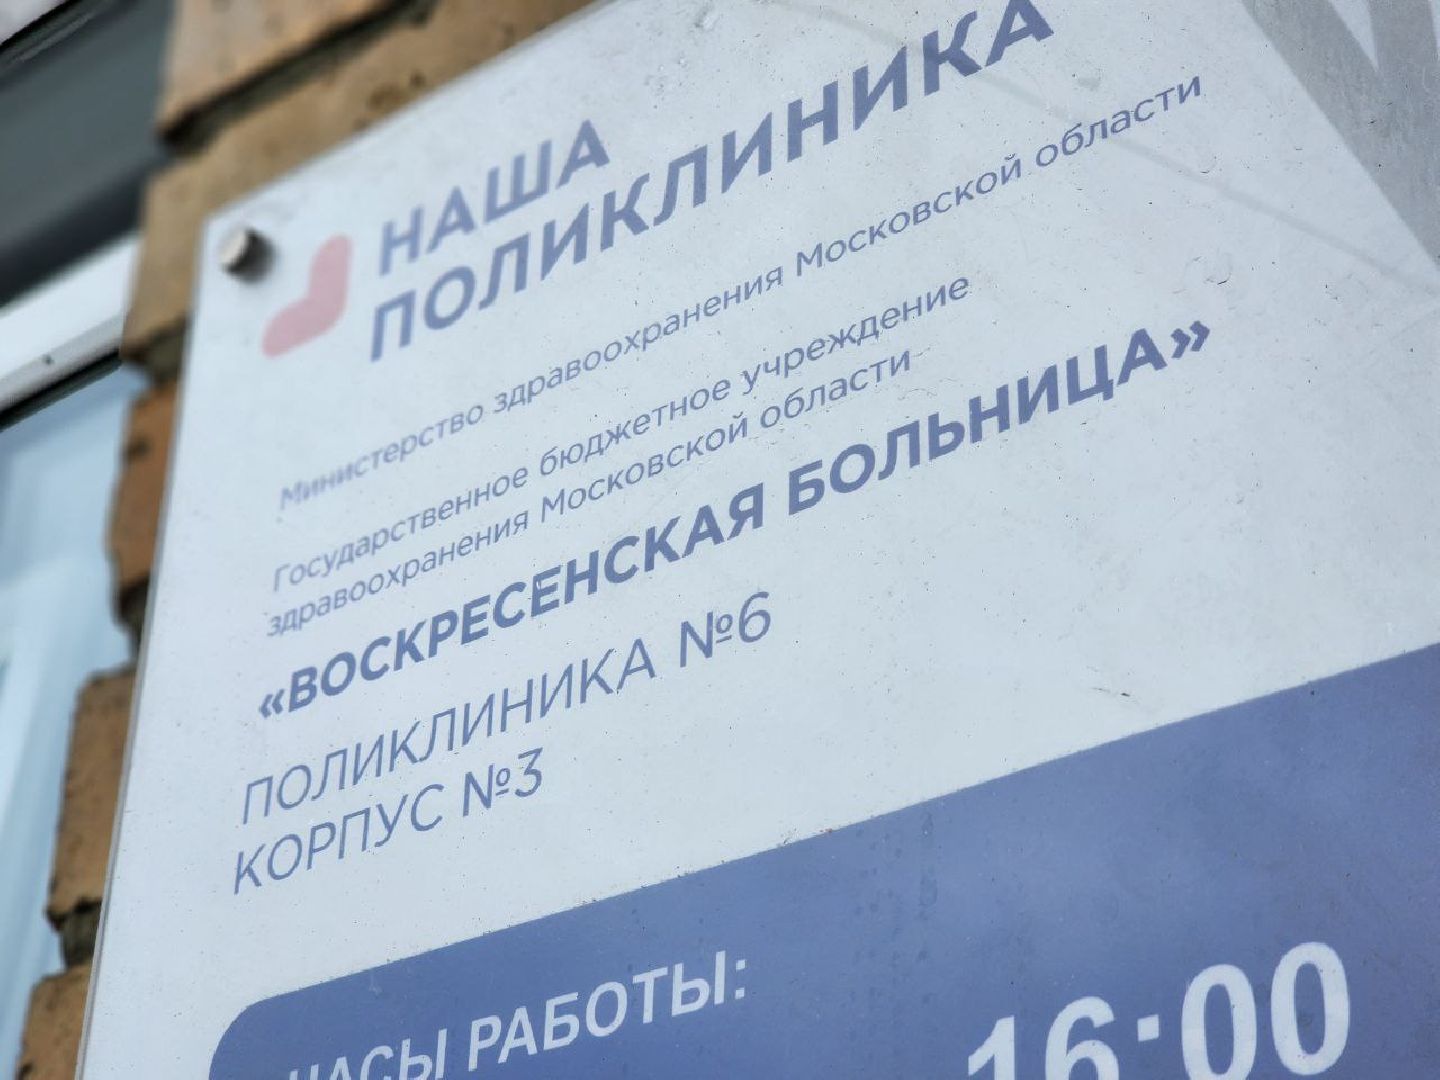 НАША
ПОЛИКЛИНИКА
Министерство здравоохранения Московской области
Государственное бюджетное учреждение
здравоохранения Московской области
«ВОСКРЕСЕНСКАЯ БОЛЬНИЦА»
ПОЛИКЛИНИКА №6
КОРПУС №3
ЧАСЫ РАБОТЫ:
16:00